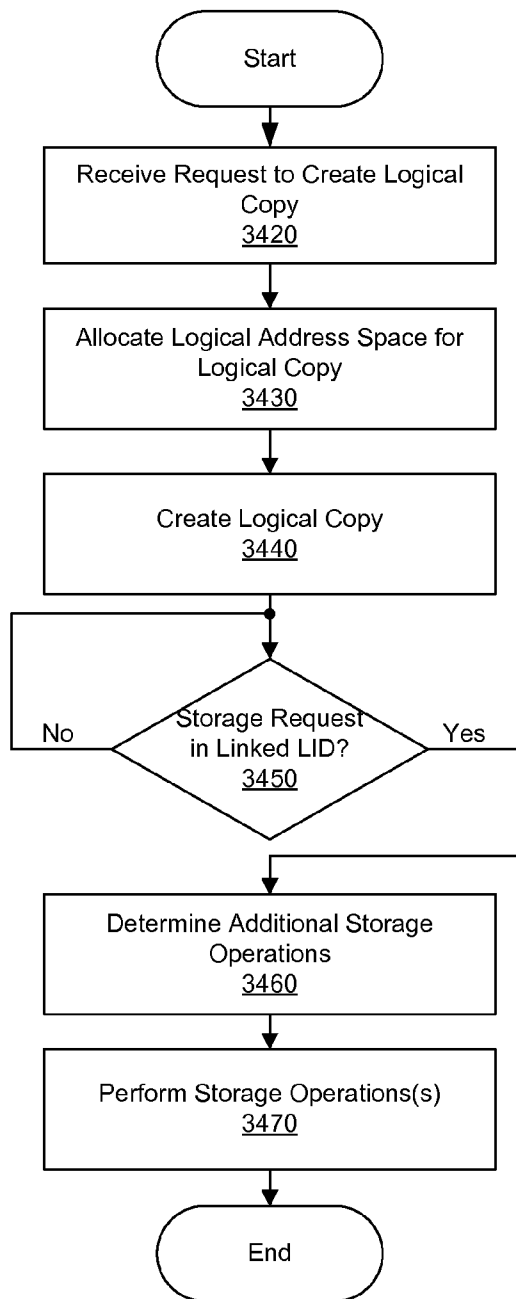 Start
Receive Request to Create Logical
Copy
3420
Allocate Logical Address Space for
Logical Copy
3430
Create Logical Copy
3440
Storage Request
No
in Linked LID?
Yes
3450
Determine Additional Storage
Operations
3460
Perform Storage Operations(s)
3470
End